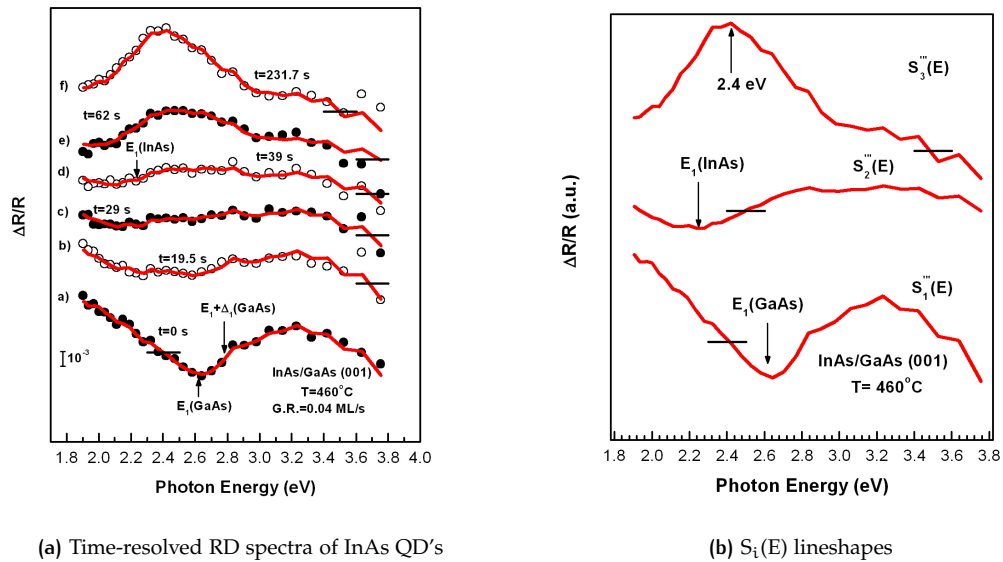 f)
t=231.7 s
t=62 s
e)
E1(InAs)
t=39 s
d)
c)
t=29 s
b)
t=19.5 s
a)
E1+Δ1(GaAs)
t=0
10-3
E1(GaAs)
InAs/GaAs (001)
T=460°C
G.R.=0.04 ML/s
ΔR/R
1.8 2.0 2.2 2.4 2.6 2.8 3.0 3.2 3.4 3.6 3.8 4.0
Photon Energy (eV)
(a) Time-resolved RD spectra of InAs QD's
2.4 eV
S3'''(E)
E1(InAs)
S2'''(E)
E1(GaAs)
S1'''(E)
InAs/GaAs (001)
T= 460°C
ΔR/R (a.u.)
1.8 2.0 2.2 2.4 2.6 2.8 3.0 3.2 3.4 3.6 3.8
Photon Energy (eV)
(b) Si(E) lineshapes